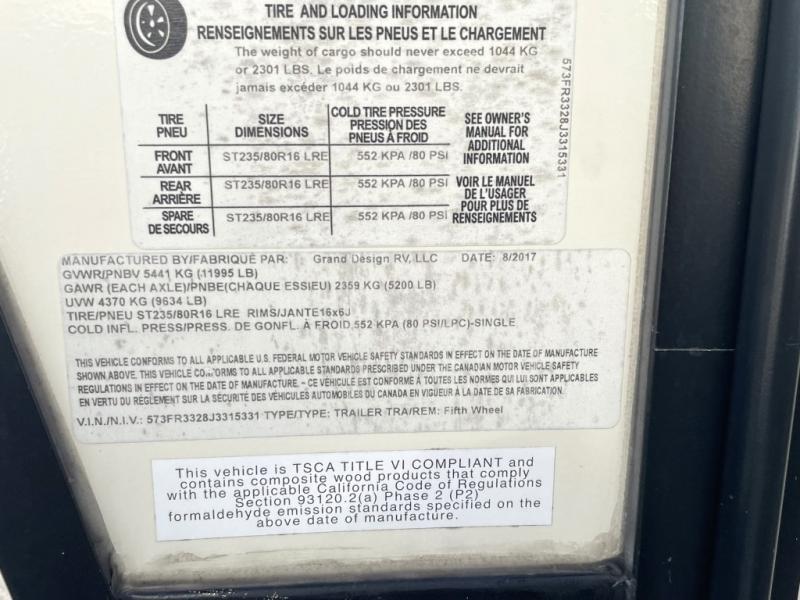 TIRE AND LOADING INFORMATION
RENSEIGNEMENTS SUR LES PNEUS ET LE CHARGEMENT
The weight of cargo should never exceed 1044 KG
or 2301 LBS. Le poids de chargement ne devrait
jamais excéder 1044 KG ou 2301 LBS.
TIRE PNEU SIZE DIMENSIONS COLD TIRE PRESSURE PRESSION DES PNEUS À FROID
FRONT AVANT ST235/80R16 LRE 552 KPA /80 PSI
REAR ARRIÈRE ST235/80R16 LRE 552 KPA /80 PSI
SPARE DE SECOURS ST235/80R16 LRE 552 KPA /80 PSI
SEE OWNER'S
MANUAL FOR
ADDITIONAL
INFORMATION
VOIR LE MANUEL
DE L'USAGER
POUR PLUS DE
RENSEIGNEMENTS
573FR3328J3315331
MANUFACTURED BY/FABRIQUÉ PAR: Grand Design RV, LLC DATE: 8/2017
GVWR/PNBV 5441 KG (11995 LB)
GAWR (EACH AXLE)/PNBE(CHAQUE ESSIEU) 2359 KG (5200 LB)
UVW 4370 KG (9634 LB)
TIRE/PNEU ST235/80R16 LRE RIMS/JANTE16x6J
COLD INFL. PRESS/PRESS. DE GONFL. À FROID 552 KPA (80 PSI/LPC)-SINGLE
THIS VEHICLE CONFORMS TO ALL APPLICABLE U.S. FEDERAL MOTOR VEHICLE SAFETY STANDARDS IN EFFECT ON THE DATE OF MANUFACTURE
SHOWN ABOVE. THIS VEHICLE CONFORMS TO ALL APPLICABLE STANDARDS PRESCRIBED UNDER THE CANADIAN MOTOR VEHICLE SAFETY
REGULATIONS IN EFFECT ON THE DATE OF MANUFACTURE. - CE VÉHICULE EST CONFORME À TOUTES LES NORMES QUI LUI SONT APPLICABLES
EN VERTU DU RÈGLEMENT SUR LA SÉCURITÉ DES VÉHICULES AUTOMOBILES DU CANADA EN VIGUEUR À LA DATE DE SA FABRICATION.
V.I.N./N.I.V.: 573FR3328J3315331 TYPE/TYPE: TRAILER TRA/REM: Fifth Wheel
This vehicle is TSCA TITLE VI COMPLIANT and
contains composite wood products that comply
with the applicable California Code of Regulations
Section 93120.2(a) Phase 2 (P2)
formaldehyde emission standards specified on the
above date of manufacture.